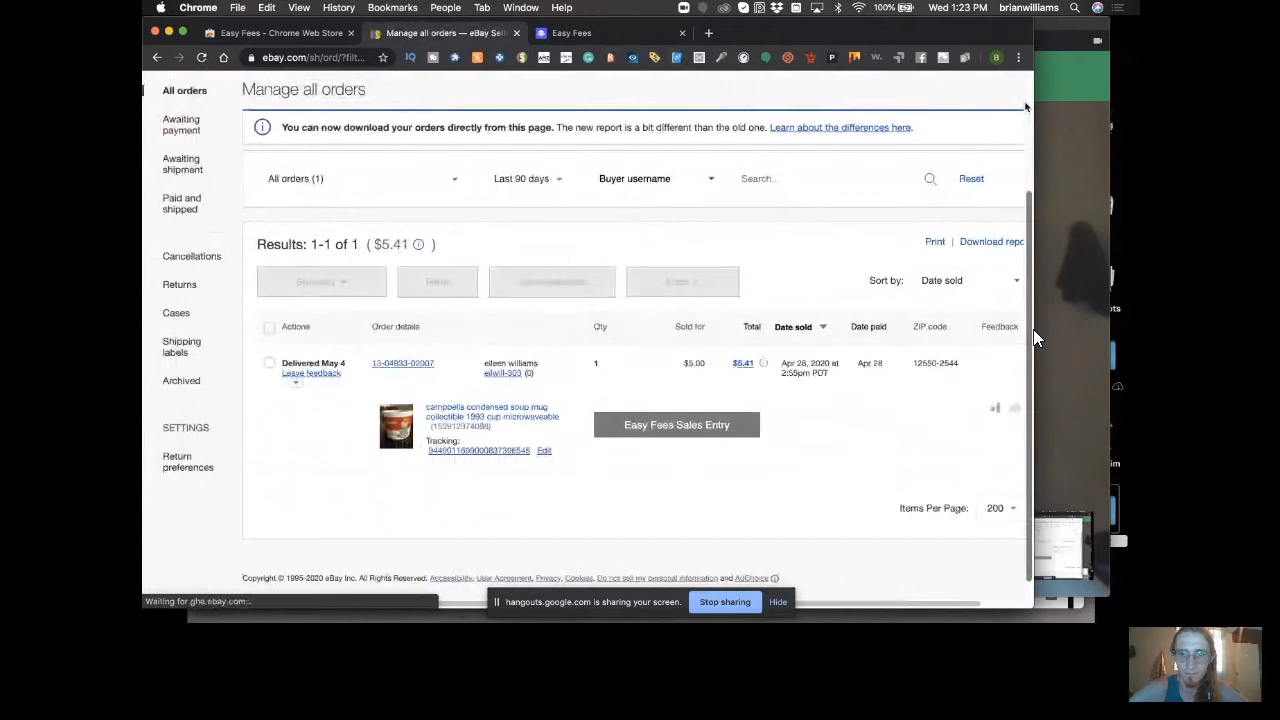 Chrome File Edit View History Bookmarks People Tab Window Help 100% Wed 1:23 PM brianwilliams
Easy Fees - Chrome Web Store Manage all orders — eBay Sell Easy Fees
ebay.com/sh/ord/?filt...
All orders
Awaiting
payment
Awaiting
shipment
Paid and
shipped
Cancellations
Returns
Cases
Shipping
labels
Archived
SETTINGS
Return
preferences
Manage all orders
You can now download your orders directly from this page. The new report is a bit different than the old one. Learn about the differences here.
All orders (1) Last 90 days Buyer username Search... Reset
Results: 1-1 of 1 ( $5.41 )
Print | Download repo
Sort by: Date sold
Actions Order details Qty Sold for Total Date sold Date paid ZIP code Feedback
Delivered May 4 13-04933-02007 eileen williams 1 $5.00 $5.41 Apr 28, 2020 at Apr 28 12550-2544
Leave feedback eilwill-303 (0) 2:55pm PDT
campbells condensed soup mug
collectible 1993 cup microwaveable
(153912374088)
Tracking:
9449011699000837396545 Edit
Easy Fees Sales Entry
Items Per Page: 200
Copyright © 1995-2020 eBay Inc. All Rights Reserved. Accessibility, User Agreement, Privacy, Cookies, Do not sell my personal information and AdChoice
Waiting for gha.ebay.com...
hangouts.google.com is sharing your screen. Stop sharing Hide